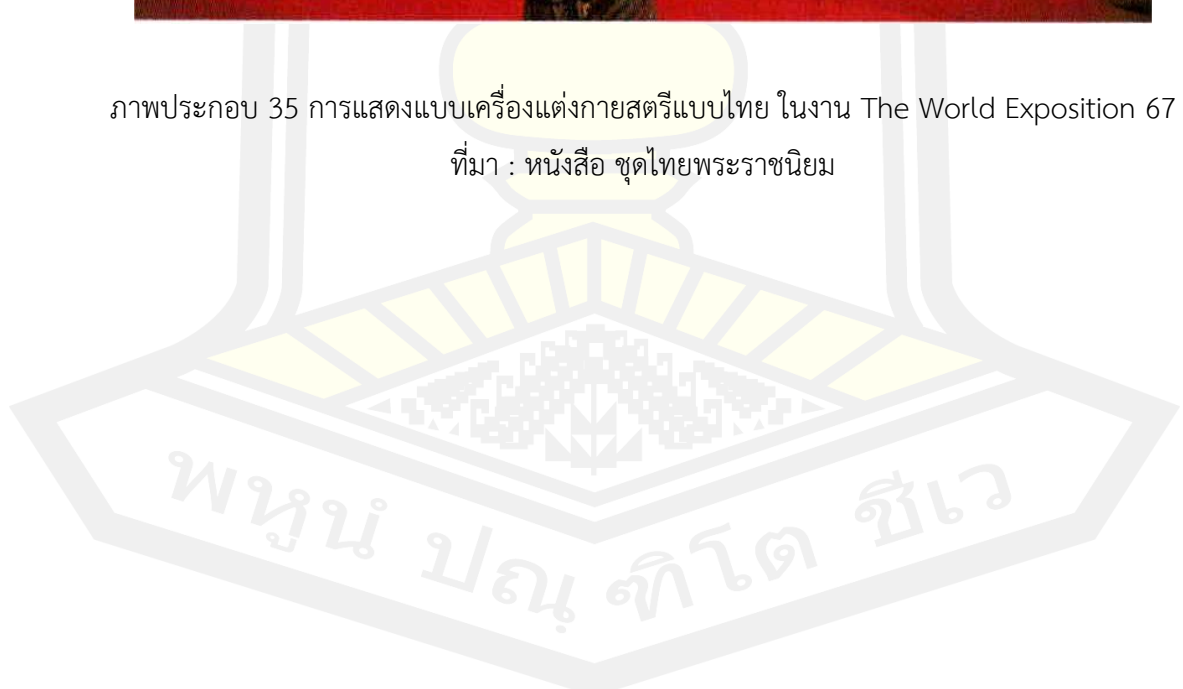 ภาพประกอบ 35 การแสดงแบบเครื่องแต่งกายสตรีแบบไทย ในงาน The World Exposition 67
ที่มา : หนังสือ ชุดไทยพระราชนิยม
พหูนํ ปณฺฑิโต ชีเว